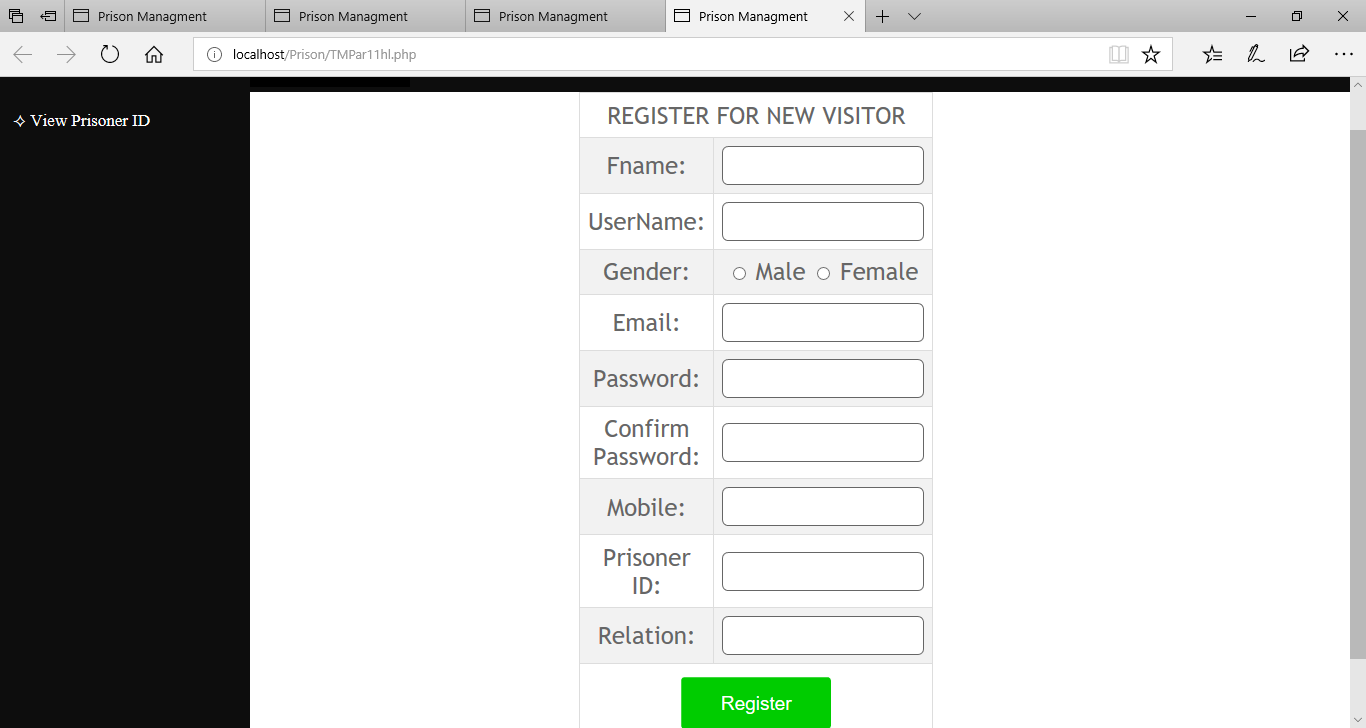 Prison Managment
Prison Managment
Prison Managment
Prison Managment
localhost/Prison/TMPar11hl.php
✧ View Prisoner ID
REGISTER FOR NEW VISITOR
Fname:
UserName:
Gender: Male Female
Email:
Password:
Confirm
Password:
Mobile:
Prisoner
ID:
Relation:
Register